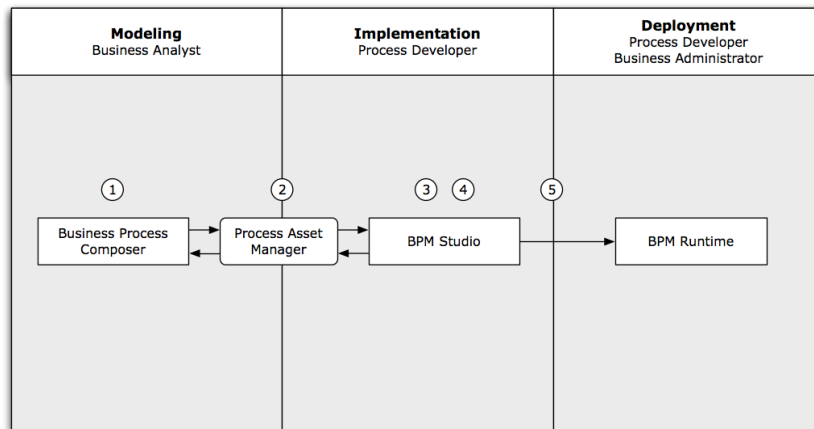 Modeling
Business Analyst
Implementation
Process Developer
Deployment
Process Developer
Business Administrator
1
2
3
4
5
Business Process
Composer
Process Asset
Manager
BPM Studio
BPM Runtime